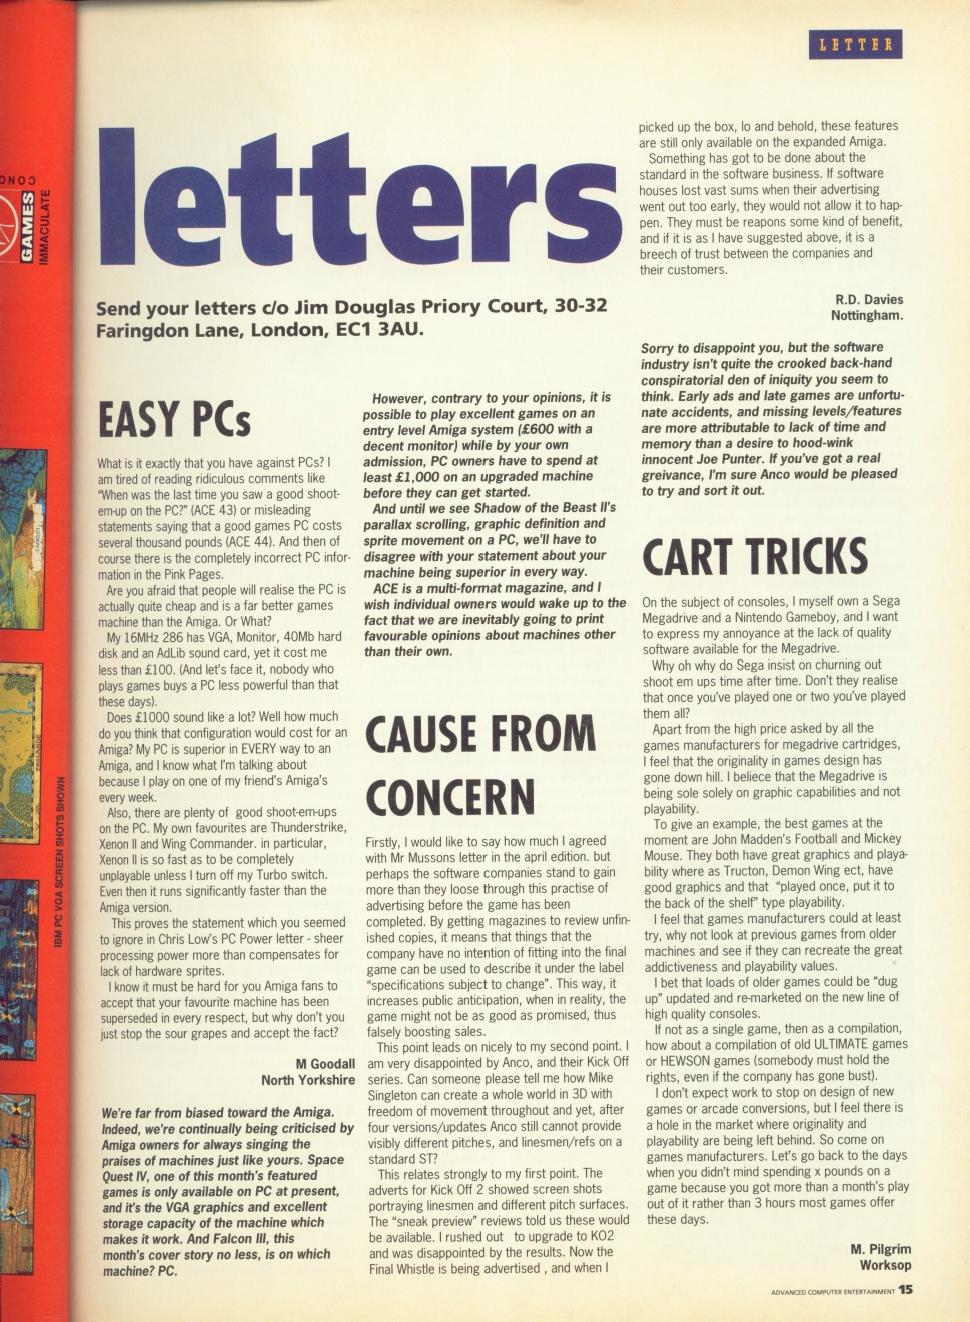 LETTER
letters
Send your letters c/o Jim Douglas Priory Court, 30-32
Faringdon Lane, London, EC1 3AU.
EASY PCs
What is it exactly that you have against PCs? I
am tired of reading ridiculous comments like
"When was the last time you saw a good shoot-
em-up on the PC?" (ACE 43) or misleading
statements saying that a good games PC costs
several thousand pounds (ACE 44). And then of
course there is the completely incorrect PC infor-
mation in the Pink Pages.
Are you afraid that people will realise the PC is
actually quite cheap and is a far better games
machine than the Amiga. Or What?
My 16MHz 286 has VGA, Monitor, 40Mb hard
disk and an AdLib sound card, yet it cost me
less than £100. (And let's face it, nobody who
plays games buys a PC less powerful than that
these days).
Does £1000 sound like a lot? Well how much
do you think that configuration would cost for an
Amiga? My PC is superior in EVERY way to an
Amiga, and I know what I'm talking about
because I play on one of my friend's Amiga's
every week.
Also, there are plenty of good shoot-em-ups
on the PC. My own favourites are Thunderstrike,
Xenon II and Wing Commander. in particular,
Xenon II is so fast as to be completely
unplayable unless I turn off my Turbo switch.
Even then it runs significantly faster than the
Amiga version.
This proves the statement which you seemed
to ignore in Chris Low's PC Power letter - sheer
processing power more than compensates for
lack of hardware sprites.
I know it must be hard for you Amiga fans to
accept that your favourite machine has been
superseded in every respect, but why don't you
just stop the sour grapes and accept the fact?
M Goodall
North Yorkshire
We're far from biased toward the Amiga.
Indeed, we're continually being criticised by
Amiga owners for always singing the
praises of machines just like yours. Space
Quest IV, one of this month's featured
games is only available on PC at present,
and it's the VGA graphics and excellent
storage capacity of the machine which
makes it work. And Falcon III, this
month's cover story no less, is on which
machine? PC.
However, contrary to your opinions, it is
possible to play excellent games on an
entry level Amiga system (£600 with a
decent monitor) while by your own
admission, PC owners have to spend at
least £1,000 on an upgraded machine
before they can get started.
And until we see Shadow of the Beast II's
parallax scrolling, graphic definition and
sprite movement on a PC, we'll have to
disagree with your statement about your
machine being superior in every way.
ACE is a multi-format magazine, and I
wish individual owners would wake up to the
fact that we are inevitably going to print
favourable opinions about machines other
than their own.
CAUSE FROM
CONCERN
Firstly, I would like to say how much I agreed
with Mr Mussons letter in the april edition. but
perhaps the software companies stand to gain
more than they loose through this practise of
advertising before the game has been
completed. By getting magazines to review unfin-
ished copies, it means that things that the
company have no intention of fitting into the final
game can be used to describe it under the label
"specifications subject to change". This way, it
increases public anticipation, when in reality, the
game might not be as good as promised, thus
falsely boosting sales.
This point leads on nicely to my second point. I
am very disappointed by Anco, and their Kick Off
series. Can someone please tell me how Mike
Singleton can create a whole world in 3D with
freedom of movement throughout and yet, after
four versions/updates Anco still cannot provide
visibly different pitches, and linesmen/refs on a
standard ST?
This relates strongly to my first point. The
adverts for Kick Off 2 showed screen shots
portraying linesmen and different pitch surfaces.
The "sneak preview" reviews told us these would
be available. I rushed out to upgrade to KO2
and was disappointed by the results. Now the
Final Whistle is being advertised , and when I
picked up the box, lo and behold, these features
are still only available on the expanded Amiga.
Something has got to be done about the
standard in the software business. If software
houses lost vast sums when their advertising
went out too early, they would not allow it to hap-
pen. They must be reapons some kind of benefit,
and if it is as I have suggested above, it is a
breech of trust between the companies and
their customers.
R.D. Davies
Nottingham.
Sorry to disappoint you, but the software
industry isn't quite the crooked back-hand
conspiratorial den of iniquity you seem to
think. Early ads and late games are unfortu-
nate accidents, and missing levels/features
are more attributable to lack of time and
memory than a desire to hood-wink
innocent Joe Punter. If you've got a real
greivance, I'm sure Anco would be pleased
to try and sort it out.
CART TRICKS
On the subject of consoles, I myself own a Sega
Megadrive and a Nintendo Gameboy, and I want
to express my annoyance at the lack of quality
software available for the Megadrive.
Why oh why do Sega insist on churning out
shoot em ups time after time. Don't they realise
that once you've played one or two you've played
them all?
Apart from the high price asked by all the
games manufacturers for megadrive cartridges,
I feel that the originality in games design has
gone down hill. I beliece that the Megadrive is
being sole solely on graphic capabilities and not
playability.
To give an example, the best games at the
moment are John Madden's Football and Mickey
Mouse. They both have great graphics and playa-
bility where as Tructon, Demon Wing ect, have
good graphics and that "played once, put it to
the back of the shelf" type playability.
I feel that games manufacturers could at least
try, why not look at previous games from older
machines and see if they can recreate the great
addictiveness and playability values.
I bet that loads of older games could be "dug
up" updated and re-marketed on the new line of
high quality consoles.
If not as a single game, then as a compilation,
how about a compilation of old ULTIMATE games
or HEWSON games (somebody must hold the
rights, even if the company has gone bust).
I don't expect work to stop on design of new
games or arcade conversions, but I feel there is
a hole in the market where originality and
playability are being left behind. So come on
games manufacturers. Let's go back to the days
when you didn't mind spending x pounds on a
game because you got more than a month's play
out of it rather than 3 hours most games offer
these days.
M. Pilgrim
Worksop
ADVANCED COMPUTER ENTERTAINMENT 15
GAMES
IMMACULATE
IBM PC VGA SCREEN SHOTS SHOWN